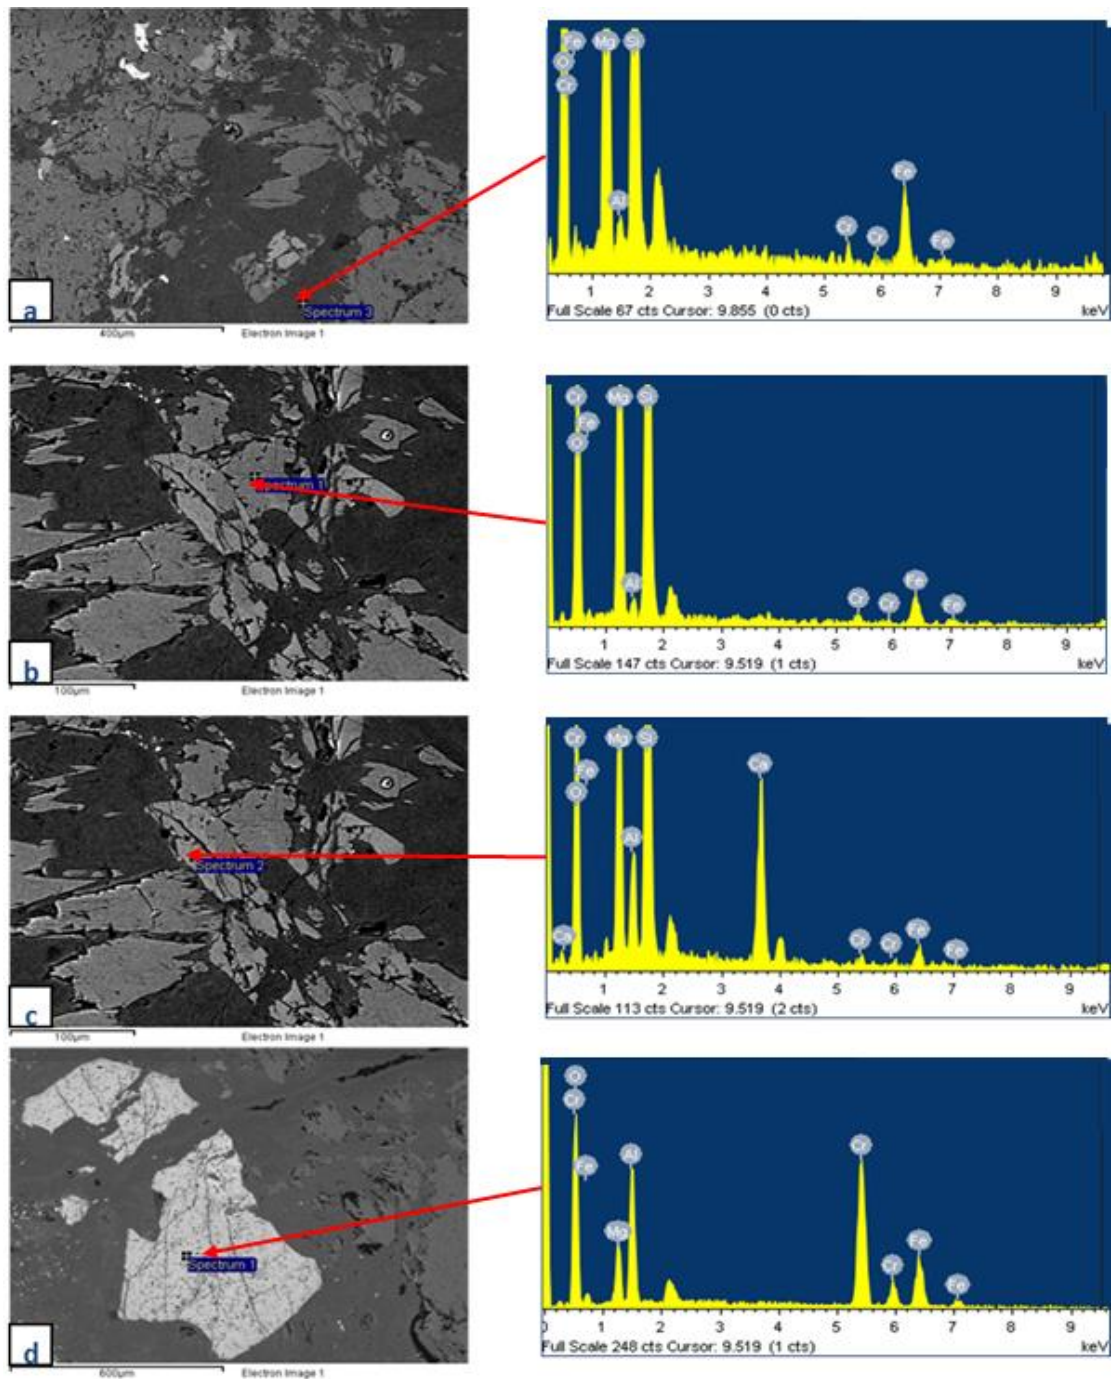 Fe Mg Si
O
Cr
Al
Fe
Cr Cr Fe
Spectrum 3
a
400µm Electron Image 1
1 2 3 4 5 6 7 8 9
Full Scale 67 cts Cursor: 9.855 (0 cts) keV
Cr Mg Si
Fe
O
Spectrum 1
Al Cr Cr Fe Fe
b
100µm Electron Image 1
1 2 3 4 5 6 7 8 9
Full Scale 147 cts Cursor: 9.519 (1 cts) keV
Cr Mg Si
Fe Ca
O
Al
Spectrum 2
Ca Cr Cr Fe Fe
c
100µm Electron Image 1
1 2 3 4 5 6 7 8 9
Full Scale 113 cts Cursor: 9.519 (2 cts) keV
O
Cr
Fe Al Cr
Mg
Spectrum 1
Cr Fe Fe
d
600µm Electron Image 1
0 1 2 3 4 5 6 7 8 9
Full Scale 248 cts Cursor: 9.519 (1 cts) keV